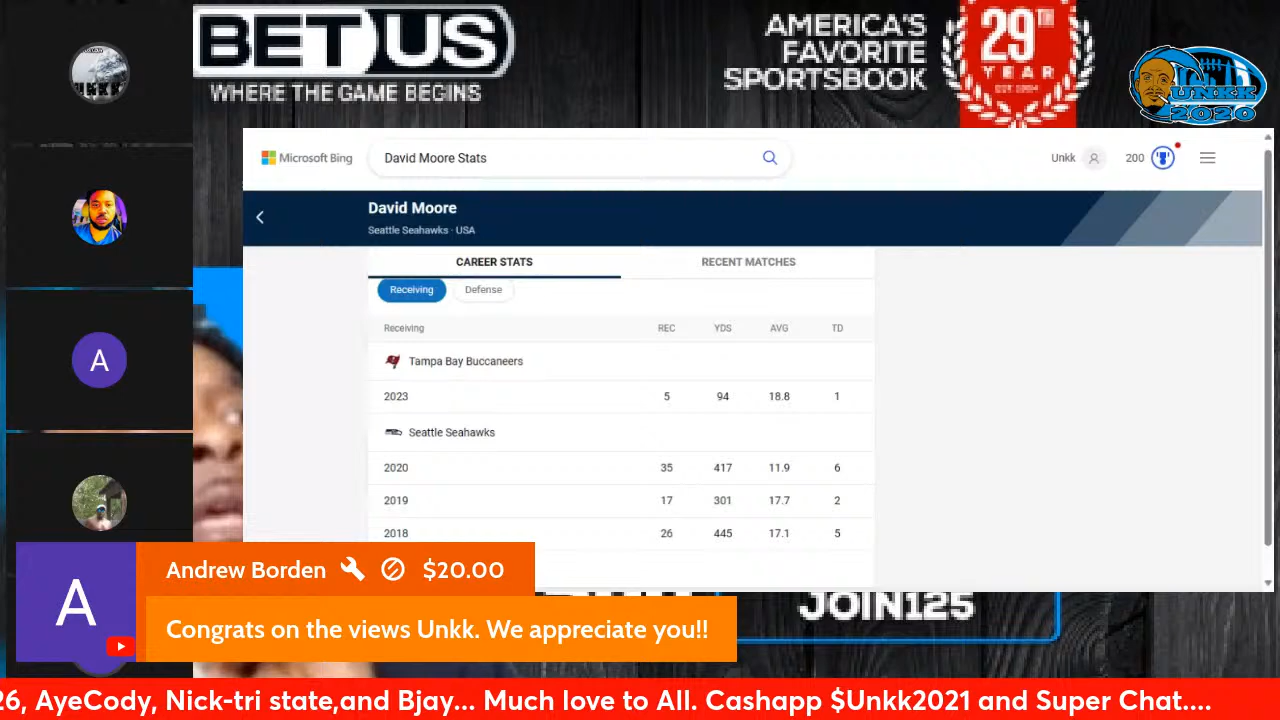 BETUS
WHERE THE GAME BEGINS
AMERICA'S
FAVORITE
SPORTSBOOK
29TH
YEAR
UNKK
2020
Microsoft Bing
David Moore Stats
Unkk
200
David Moore
Seattle Seahawks · USA
CAREER STATS
RECENT MATCHES
Receiving
Defense
Receiving REC YDS AVG TD
Tampa Bay Buccaneers
2023 5 94 18.8 1
Seattle Seahawks
2020 35 417 11.9 6
2019 17 301 17.7 2
2018 26 445 17.1 5
JOIN125
A
A
Andrew Borden $20.00
Congrats on the views Unkk. We appreciate you!!
26, AyeCody, Nick-tri state,and Bjay... Much love to All. Cashapp $Unkk2021 and Super Chat....